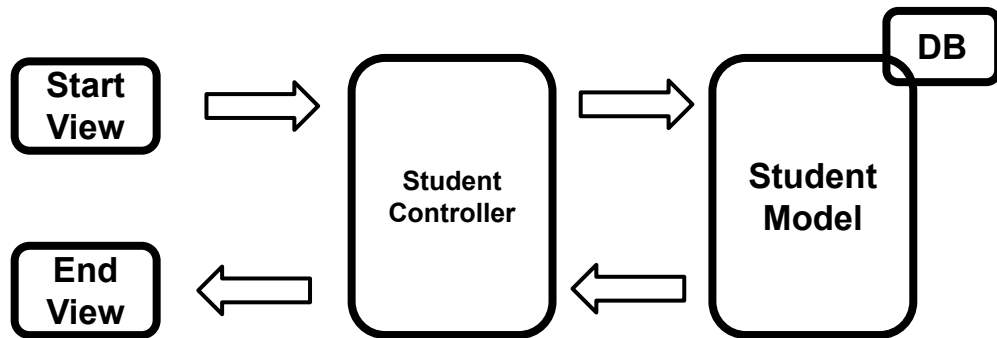 DB
Start
View
Student
Controller
Student
Model
End
View